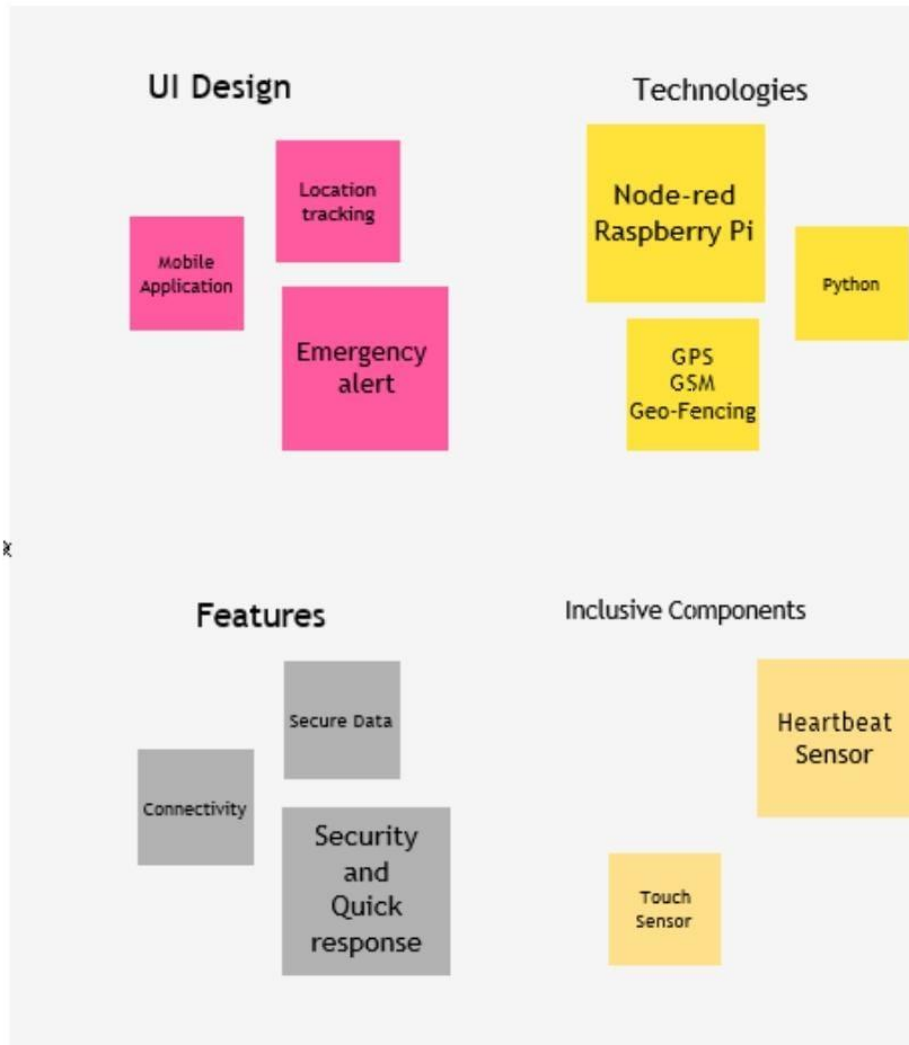 UI Design
Location
tracking
Mobile
Application
Emergency
alert
Technologies
Node-red
Raspberry Pi
Python
GPS
GSM
Geo-Fencing
Features
Secure Data
Connectivity
Security
and
Quick
response
Inclusive Components
Heartbeat
Sensor
Touch
Sensor